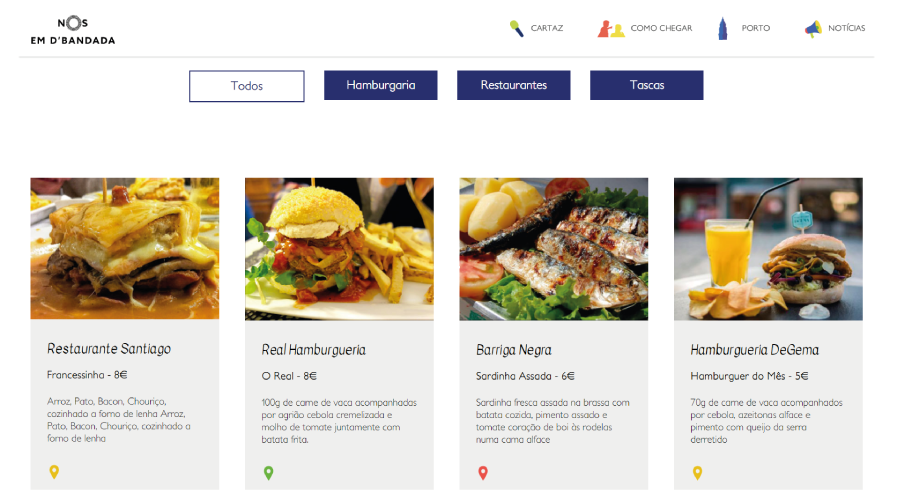 NOS
EM D'BANDADA
CARTAZ
COMO CHEGAR
PORTO
NOTÍCIAS
Todos
Hamburgaria
Restaurantes
Tascas
Restaurante Santiago
Francessinha - 8€
Arroz, Pato, Bacon, Chouriço,
cozinhado a forno de lenha Arroz,
Pato, Bacon, Chouriço, cozinhado a
forno de lenha
Real Hamburgueria
O Real - 8€
100g de carne de vaca acompanhadas
por agnão cebola cremelizada e
molho de tomate juntamente com
batata frita.
Barriga Negra
Sardinha Assada - 6€
Sardinha fresca assada na brassa com
batata cozida, pimento assado e
tomate coração de boi às rodelas
numa cama alface
Hamburgueria DeGema
Hamburguer do Mês - 5€
70g de carne de vaca acompanhados
por cebola, azeitonas alface e
pimento com queijo da serra
derretido